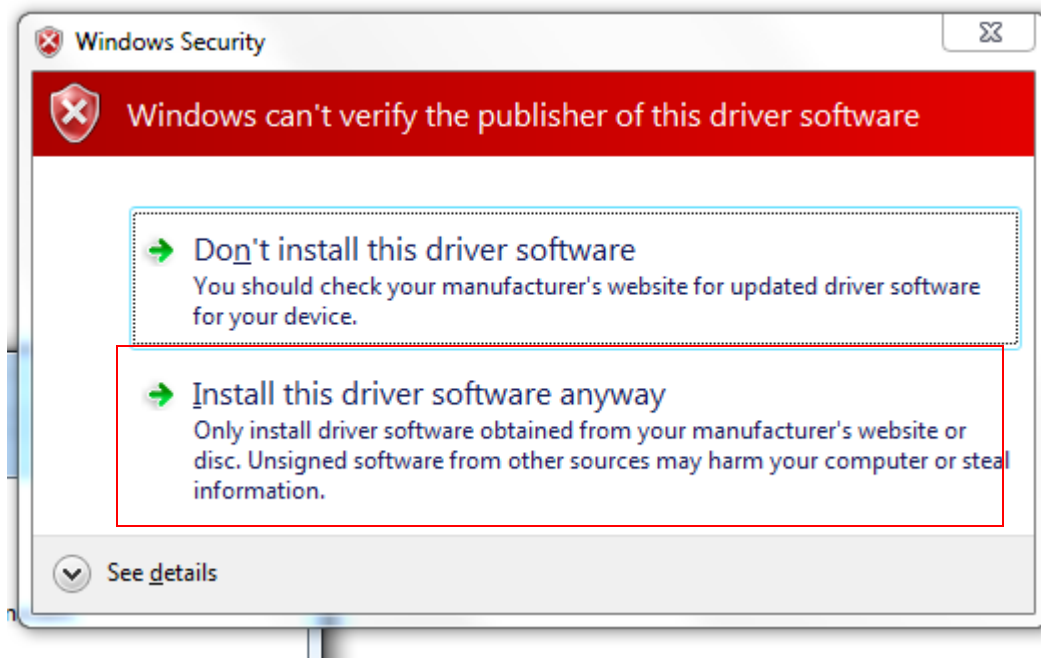 Windows Security
Windows can't verify the publisher of this driver software
Don't install this driver software
You should check your manufacturer's website for updated driver software
for your device.
Install this driver software anyway
Only install driver software obtained from your manufacturer's website or
disc. Unsigned software from other sources may harm your computer or steal
information.
See details
n